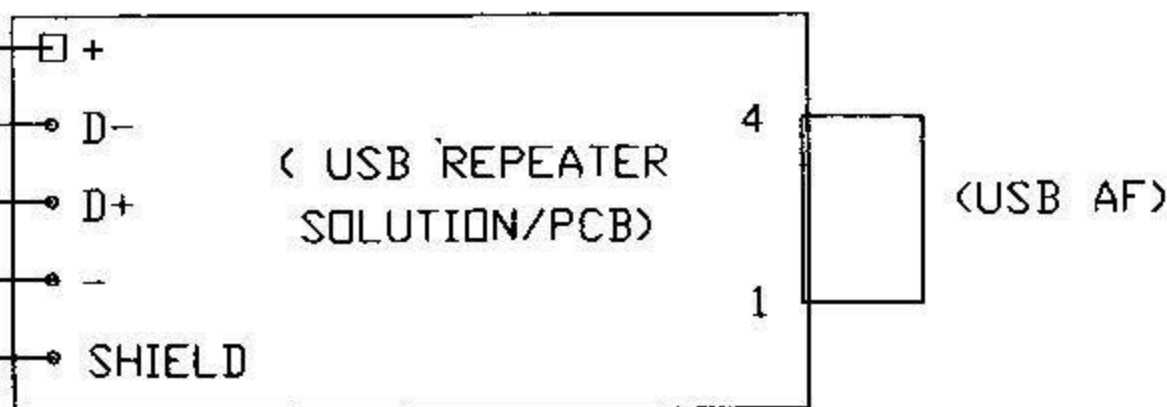 +
D-
D+
-
SHIELD
( USB REPEATER
SOLUTION/PCB)
4
1
(USB AF)